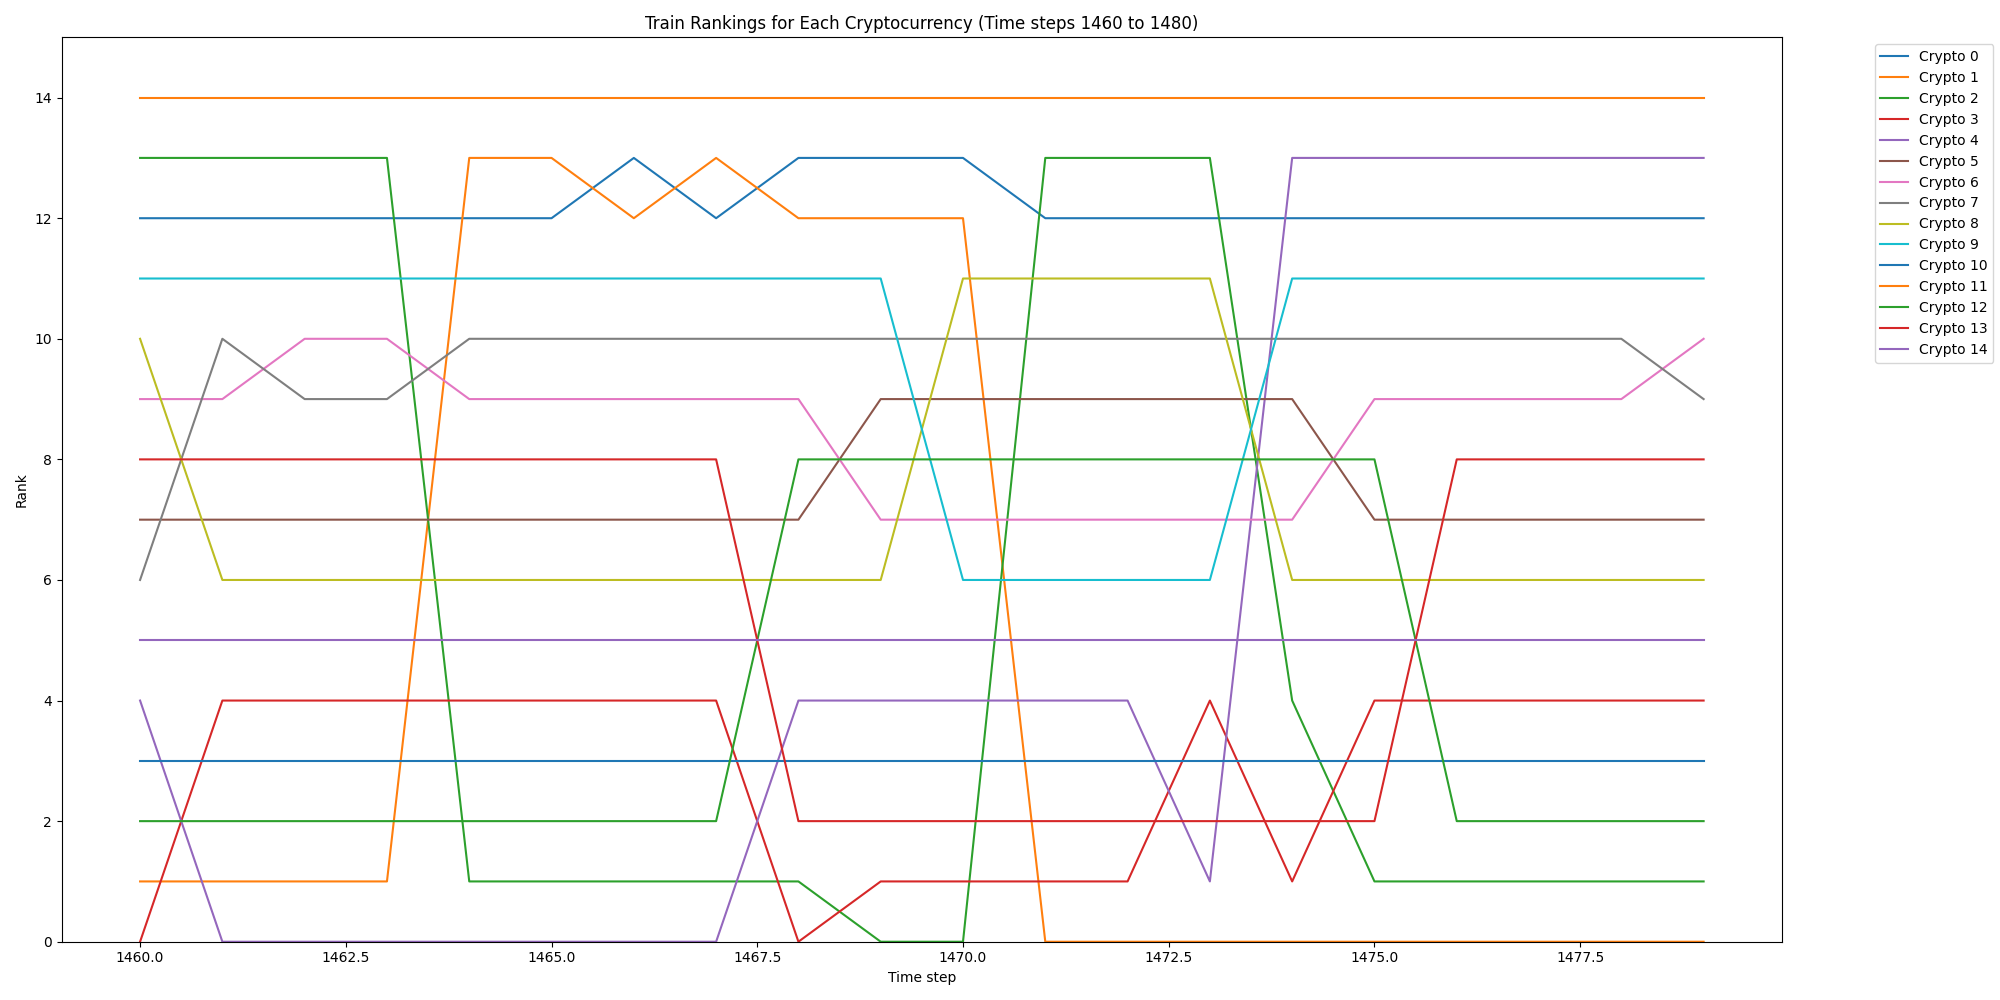 Train Rankings for Each Cryptocurrency (Time steps 1460 to 1480)
Rank
14
12
10
8
6
4
2
0
1460.0
1462.5
1465.0
1467.5
1470.0
1472.5
1475.0
1477.5
Time step
Crypto 0
Crypto 1
Crypto 2
Crypto 3
Crypto 4
Crypto 5
Crypto 6
Crypto 7
Crypto 8
Crypto 9
Crypto 10
Crypto 11
Crypto 12
Crypto 13
Crypto 14